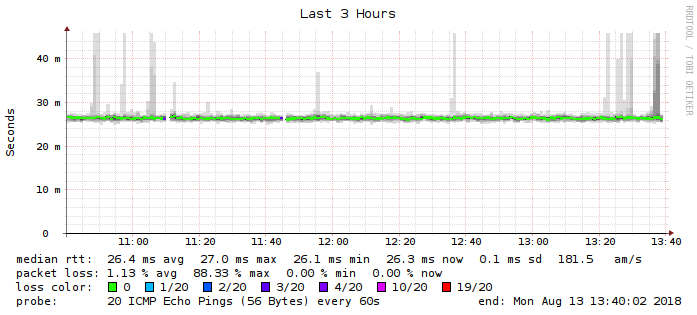 Last 3 Hours
RRDTOOL / TOBI OETIKER
Seconds
40 m
30 m
20 m
10 m
0
11:00 11:20 11:40 12:00 12:20 12:40 13:00 13:20 13:40
median rtt: 26.4 ms avg 27.0 ms max 26.1 ms min 26.3 ms now 0.1 ms sd 181.5 am/s
packet loss: 1.13 % avg 88.33 % max 0.00 % min 0.00 % now
loss color: 0 1/20 2/20 3/20 4/20 10/20 19/20
probe: 20 ICMP Echo Pings (56 Bytes) every 60s end: Mon Aug 13 13:40:02 2018